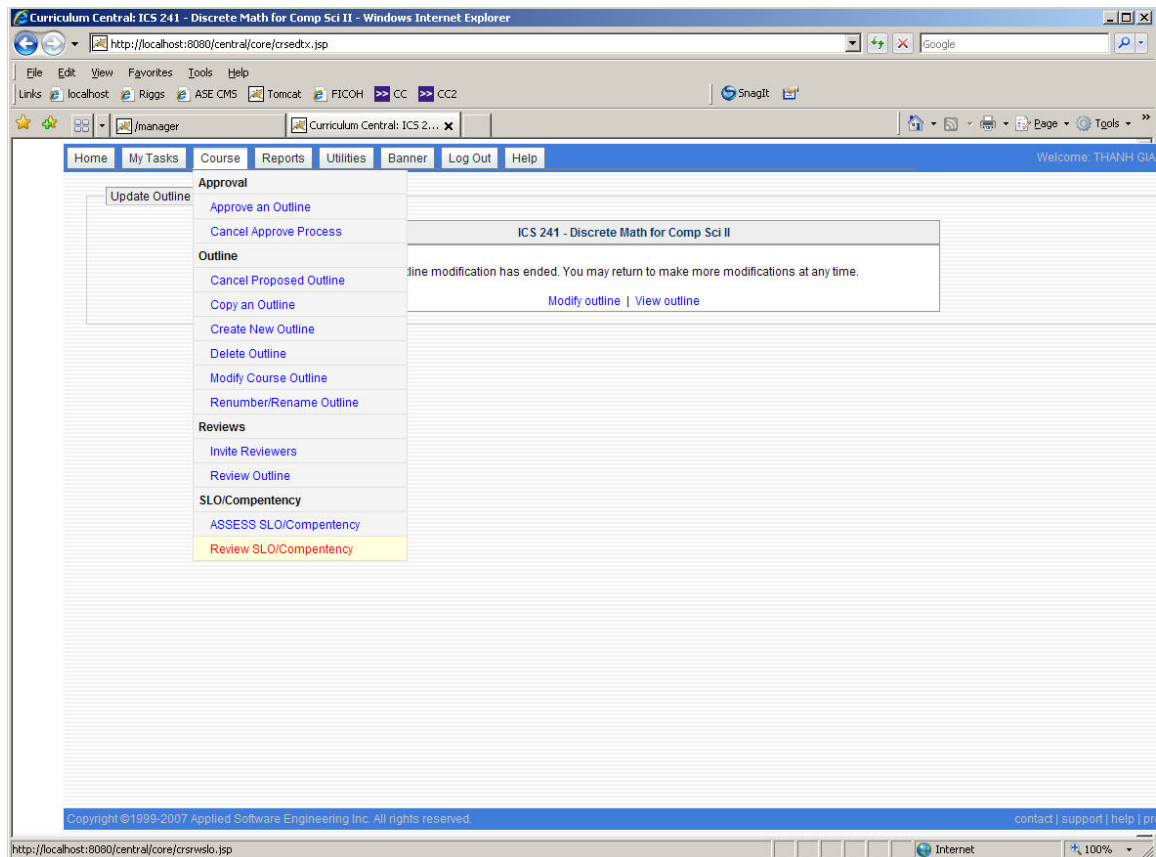 Curriculum Central: ICS 241 - Discrete Math for Comp Sci II - Windows Internet Explorer
http://localhost:8080/central/core/crsedtx.jsp
Google
File Edit View Favorites Tools Help
Links localhost Riggs ASE CMS Tomcat FICOH CC CC2 SnagIt
/manager Curriculum Central: ICS 2... Page Tools
Home My Tasks Course Reports Utilities Banner Log Out Help Welcome: THANH GIA
Update Outline
Approval
Approve an Outline
Cancel Approve Process
Outline
Cancel Proposed Outline
Copy an Outline
Create New Outline
Delete Outline
Modify Course Outline
Renumber/Rename Outline
Reviews
Invite Reviewers
Review Outline
SLO/Compentency
ASSESS SLO/Compentency
Review SLO/Compentency
ICS 241 - Discrete Math for Comp Sci II
line modification has ended. You may return to make more modifications at any time.
Modify outline | View outline
Copyright ©1999-2007 Applied Software Engineering Inc. All rights reserved. contact | support | help | pr
http://localhost:8080/central/core/crsrwslo.jsp Internet 100%